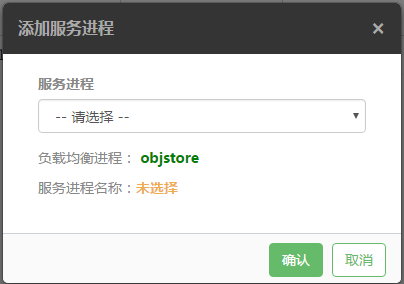 添加服务进程 ×
服务进程
-- 请选择 --
负载均衡进程： objstore
服务进程名称：未选择
确认 取消